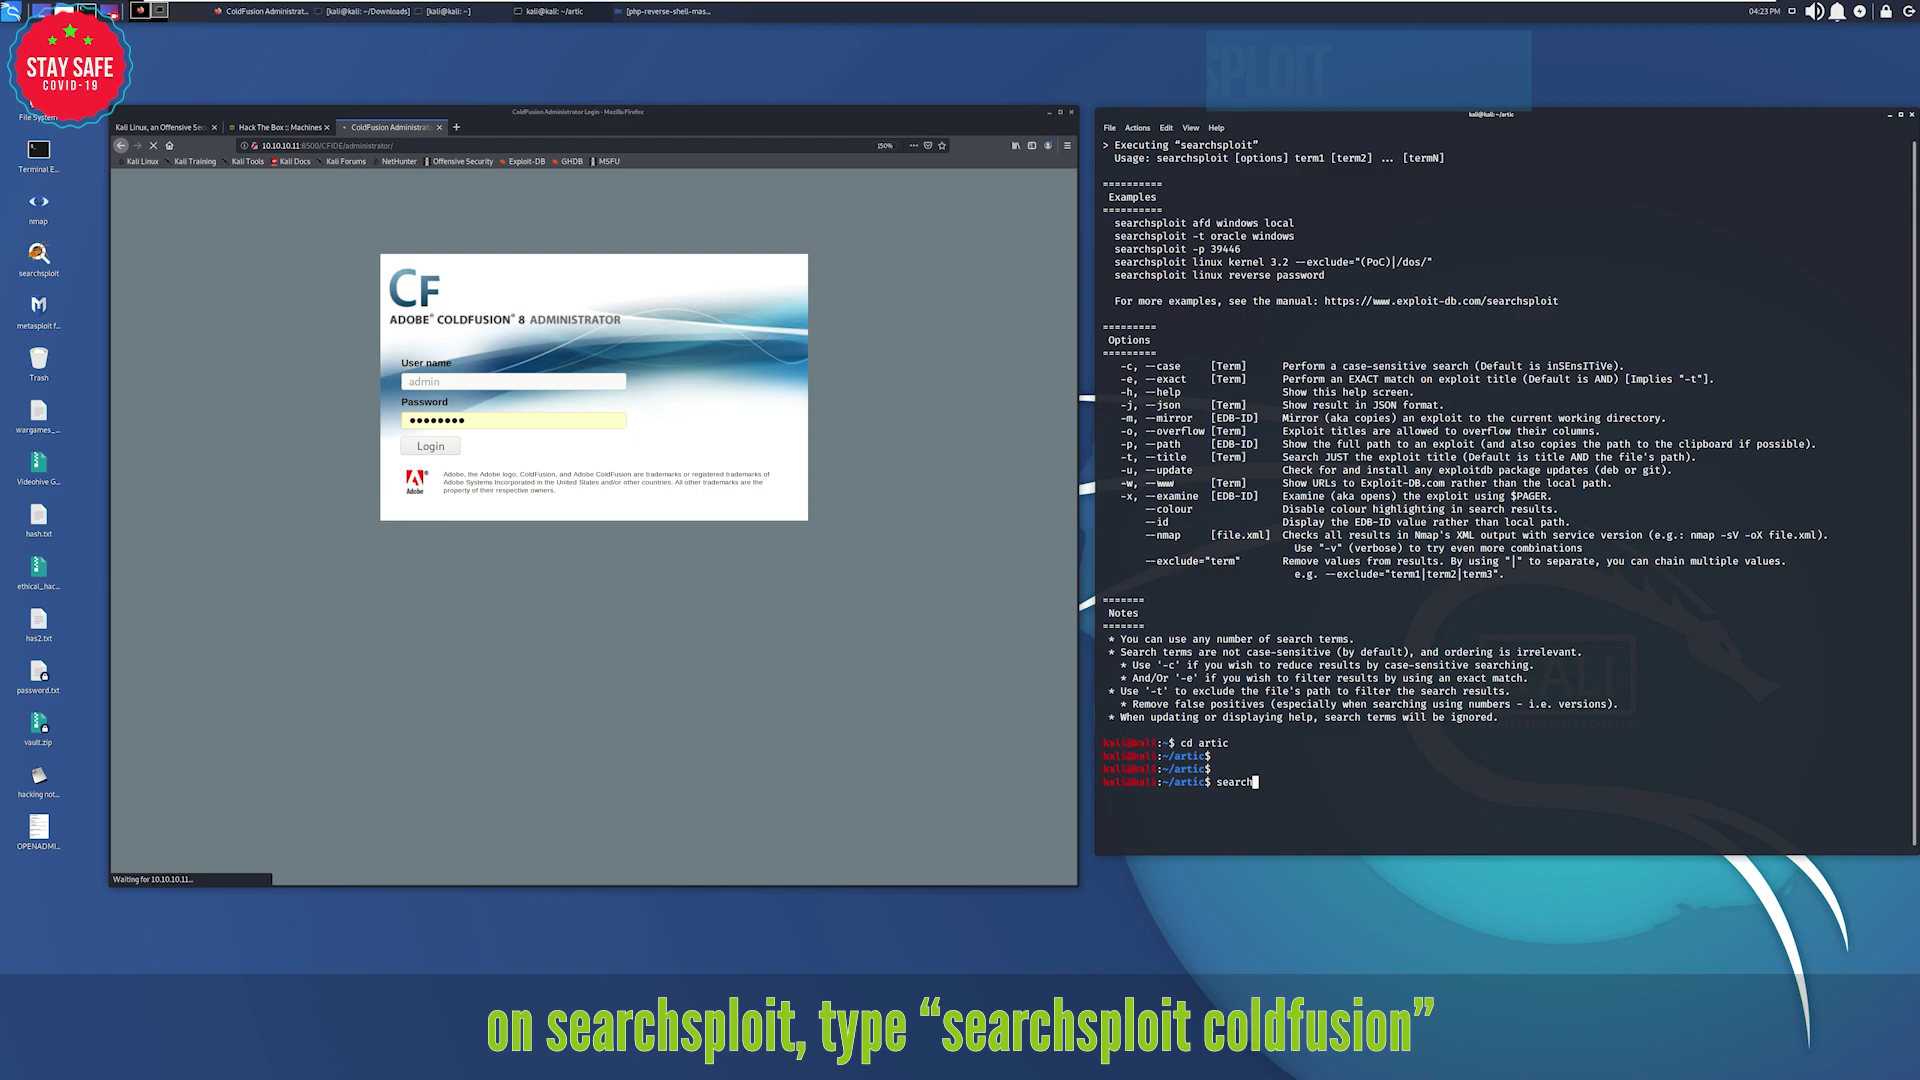 ColdFusion Administrat...
[kali@kali: ~/Downloads]
[kali@kali: ~]
kali@kali: ~/artic
[php-reverse-shell-mas...
04:23 PM
STAY SAFE
COVID-19
SPLOIT
File System
Terminal E...
nmap
searchsploit
metasploit f...
Trash
wargames_...
Videohive G...
hash.txt
ethical_hac...
has2.txt
password.txt
vault.zip
hacking not...
OPENADMI...
ColdFusion Administrator Login - Mozilla Firefox
Kali Linux, an Offensive Sec
Hack The Box :: Machines
ColdFusion Administrato
10.10.10.11:8500/CFIDE/administrator/
150%
Kali Linux
Kali Training
Kali Tools
Kali Docs
Kali Forums
NetHunter
Offensive Security
Exploit-DB
GHDB
MSFU
CF
ADOBE® COLDFUSION® 8 ADMINISTRATOR
User name
admin
Password
Login
Adobe
Adobe, the Adobe logo, ColdFusion, and Adobe ColdFusion are trademarks or registered trademarks of
Adobe Systems Incorporated in the United States and/or other countries. All other trademarks are the
property of their respective owners.
Waiting for 10.10.10.11...
kali@kali: ~/artic
File Actions Edit View Help
> Executing "searchsploit"
Usage: searchsploit [options] term1 [term2] ... [termN]
==========
Examples
==========
searchsploit afd windows local
searchsploit -t oracle windows
searchsploit -p 39446
searchsploit linux kernel 3.2 --exclude="(PoC)|/dos/"
searchsploit linux reverse password
For more examples, see the manual: https://www.exploit-db.com/searchsploit
=========
Options
=========
-c, --case [Term] Perform a case-sensitive search (Default is inSEnsITiVe).
-e, --exact [Term] Perform an EXACT match on exploit title (Default is AND) [Implies "-t"].
-h, --help Show this help screen.
-j, --json [Term] Show result in JSON format.
-m, --mirror [EDB-ID] Mirror (aka copies) an exploit to the current working directory.
-o, --overflow [Term] Exploit titles are allowed to overflow their columns.
-p, --path [EDB-ID] Show the full path to an exploit (and also copies the path to the clipboard if possible).
-t, --title [Term] Search JUST the exploit title (Default is title AND the file's path).
-u, --update Check for and install any exploitdb package updates (deb or git).
-w, --www [Term] Show URLs to Exploit-DB.com rather than the local path.
-x, --examine [EDB-ID] Examine (aka opens) the exploit using $PAGER.
--colour Disable colour highlighting in search results.
--id Display the EDB-ID value rather than local path.
--nmap [file.xml] Checks all results in Nmap's XML output with service version (e.g.: nmap -sV -oX file.xml).
Use "-v" (verbose) to try even more combinations
--exclude="term" Remove values from results. By using "|" to separate, you can chain multiple values.
e.g. --exclude="term1|term2|term3".
=======
Notes
=======
* You can use any number of search terms.
* Search terms are not case-sensitive (by default), and ordering is irrelevant.
* Use '-c' if you wish to reduce results by case-sensitive searching.
* And/Or '-e' if you wish to filter results by using an exact match.
* Use '-t' to exclude the file's path to filter the search results.
* Remove false positives (especially when searching using numbers - i.e. versions).
* When updating or displaying help, search terms will be ignored.
kali@kali:~$ cd artic
kali@kali:~/artic$
kali@kali:~/artic$
kali@kali:~/artic$ search
KALI
on searchsploit, type “searchsploit coldfusion”